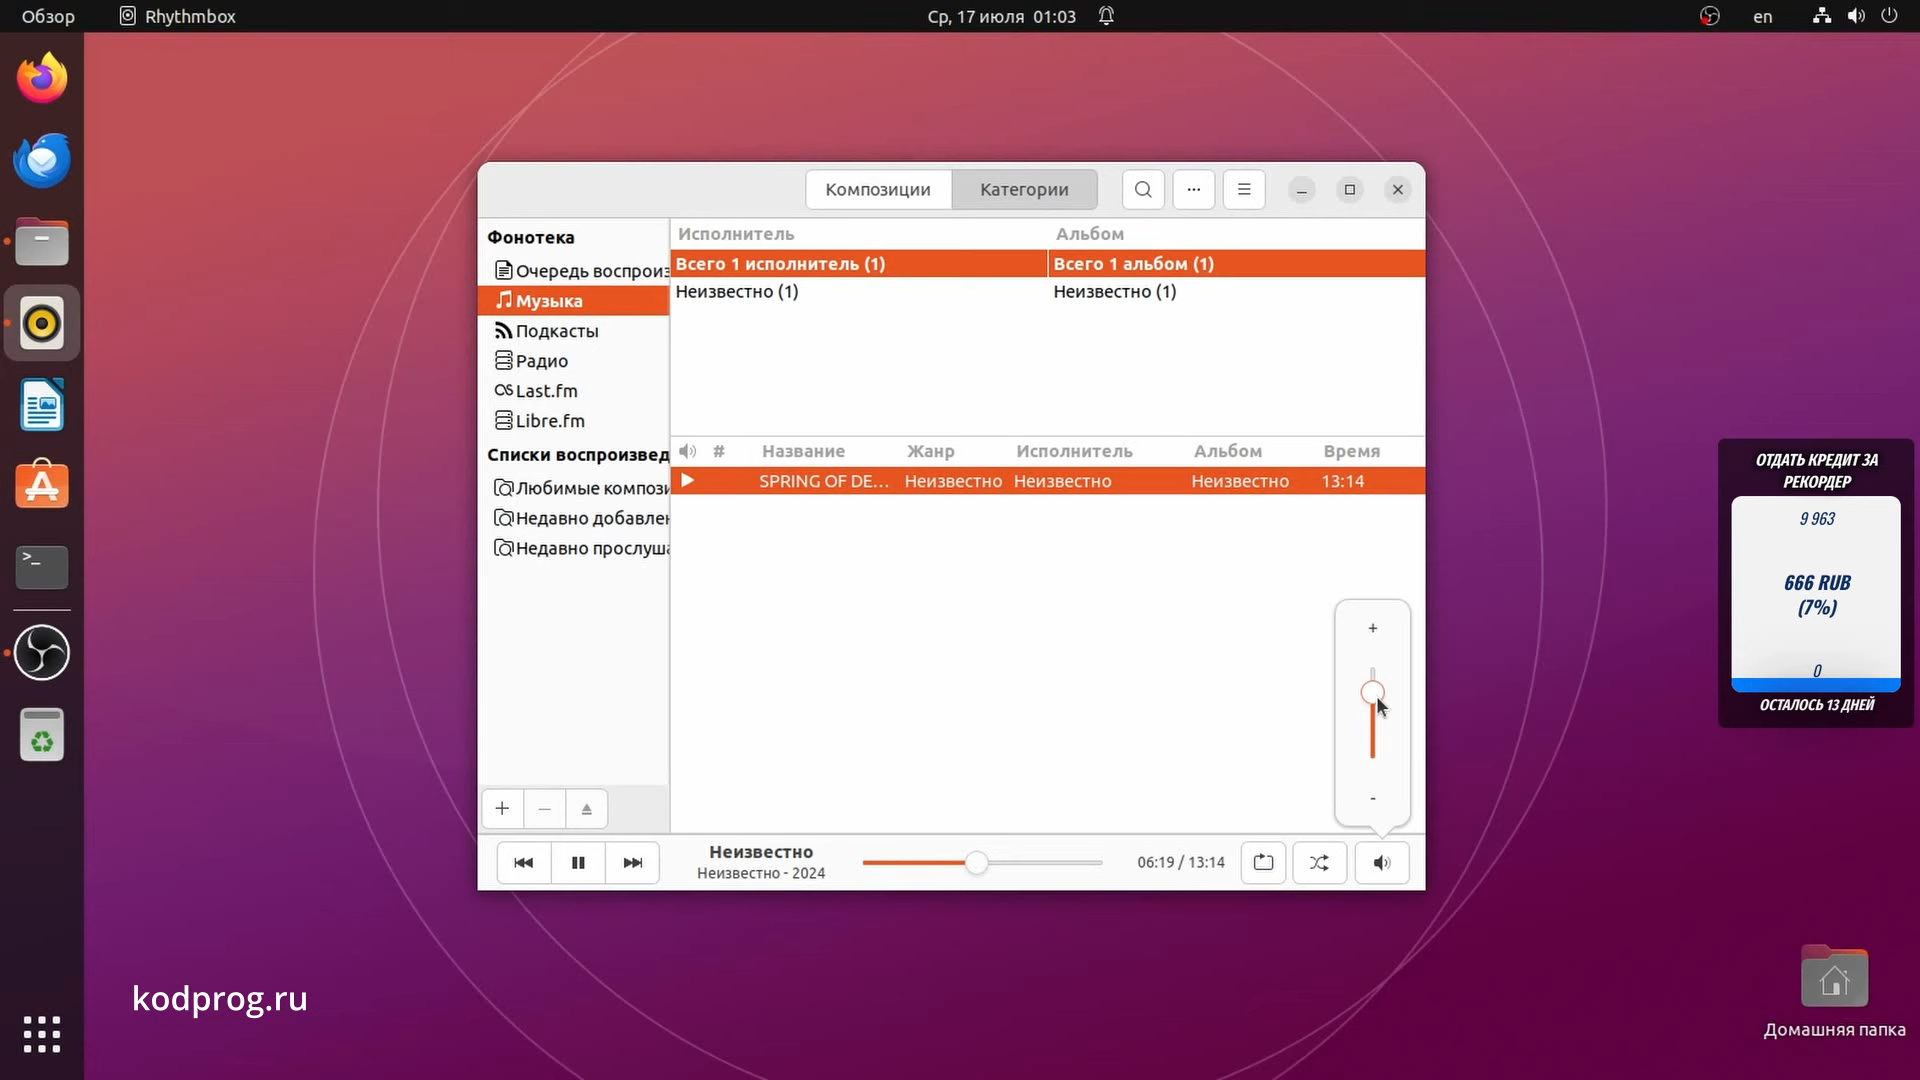 Обзор
Rhythmbox
Ср, 17 июля 01:03
en
Композиции
Категории
Фонотека
Очередь воспроиз
Музыка
Подкасты
Радио
Last.fm
Libre.fm
Списки воспроизвед
Любимые компози
Недавно добавлен
Недавно прослуша
Исполнитель
Альбом
Всего 1 исполнитель (1)
Всего 1 альбом (1)
Неизвестно (1)
Неизвестно (1)
# Название Жанр Исполнитель Альбом Время
SPRING OF DE... Неизвестно Неизвестно Неизвестно 13:14
+
-
Неизвестно
Неизвестно - 2024
06:19 / 13:14
ОТДАТЬ КРЕДИТ ЗА
РЕКОРДЕР
9 963
666 RUB
(7%)
0
ОСТАЛОСЬ 13 ДНЕЙ
kodprog.ru
Домашняя папка